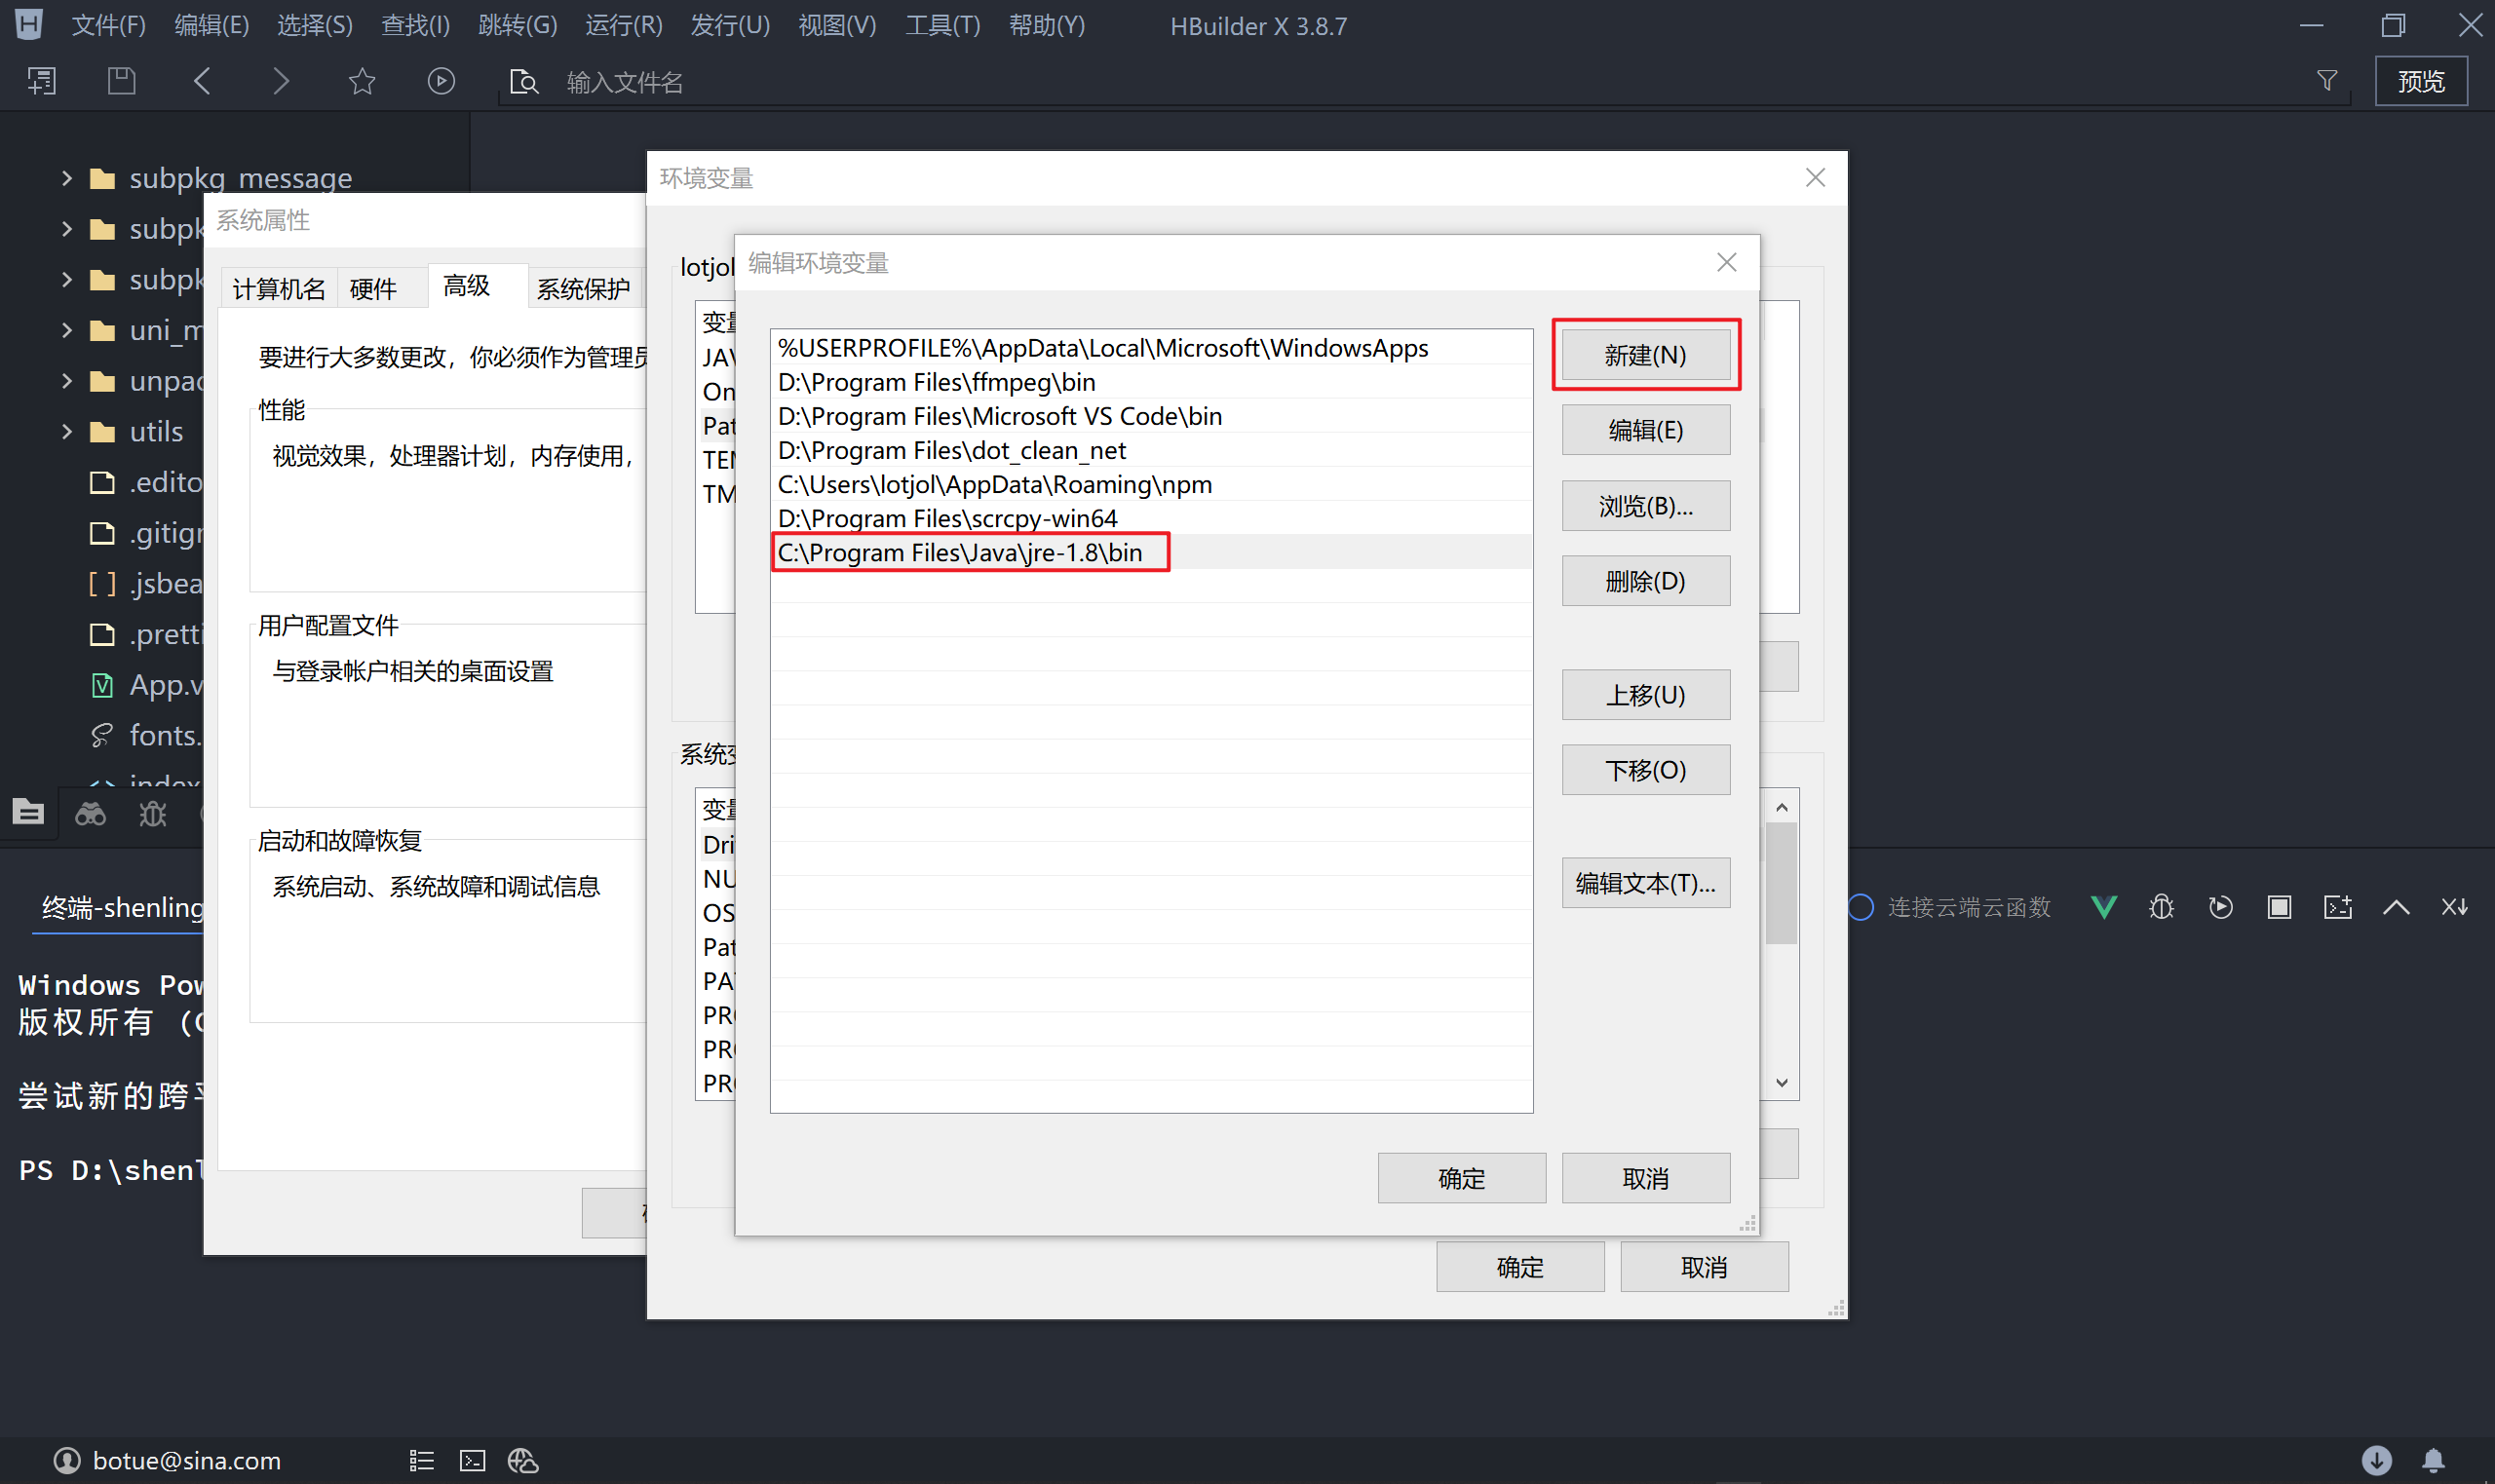 文件(F) 编辑(E) 选择(S) 查找(I) 跳转(G) 运行(R) 发行(U) 视图(V) 工具(T) 帮助(Y) HBuilder X 3.8.7
输入文件名
预览
subpkg_message
subpk
subpk
uni_m
unpac
utils
.edito
.gitign
.jsbea
.pretti
App.v
fonts.
index
系统属性
计算机名 硬件 高级 系统保护
要进行大多数更改，你必须作为管理员
性能
视觉效果，处理器计划，内存使用，
用户配置文件
与登录帐户相关的桌面设置
启动和故障恢复
系统启动、系统故障和调试信息
环境变量
lotjol
变量
JAV
On
Pat
TEM
TM
系统变
变量
Dri
NU
OS
Pat
PAT
PRO
PRO
PRO
确定
取消
编辑环境变量
%USERPROFILE%\AppData\Local\Microsoft\WindowsApps
D:\Program Files\ffmpeg\bin
D:\Program Files\Microsoft VS Code\bin
D:\Program Files\dot_clean_net
C:\Users\lotjol\AppData\Roaming\npm
D:\Program Files\scrcpy-win64
C:\Program Files\Java\jre-1.8\bin
新建(N)
编辑(E)
浏览(B)...
删除(D)
上移(U)
下移(O)
编辑文本(T)...
确定
取消
终端-shenling
连接云端云函数
Windows Pow
版权所有 (C
尝试新的跨平
PS D:\shenl
botue@sina.com